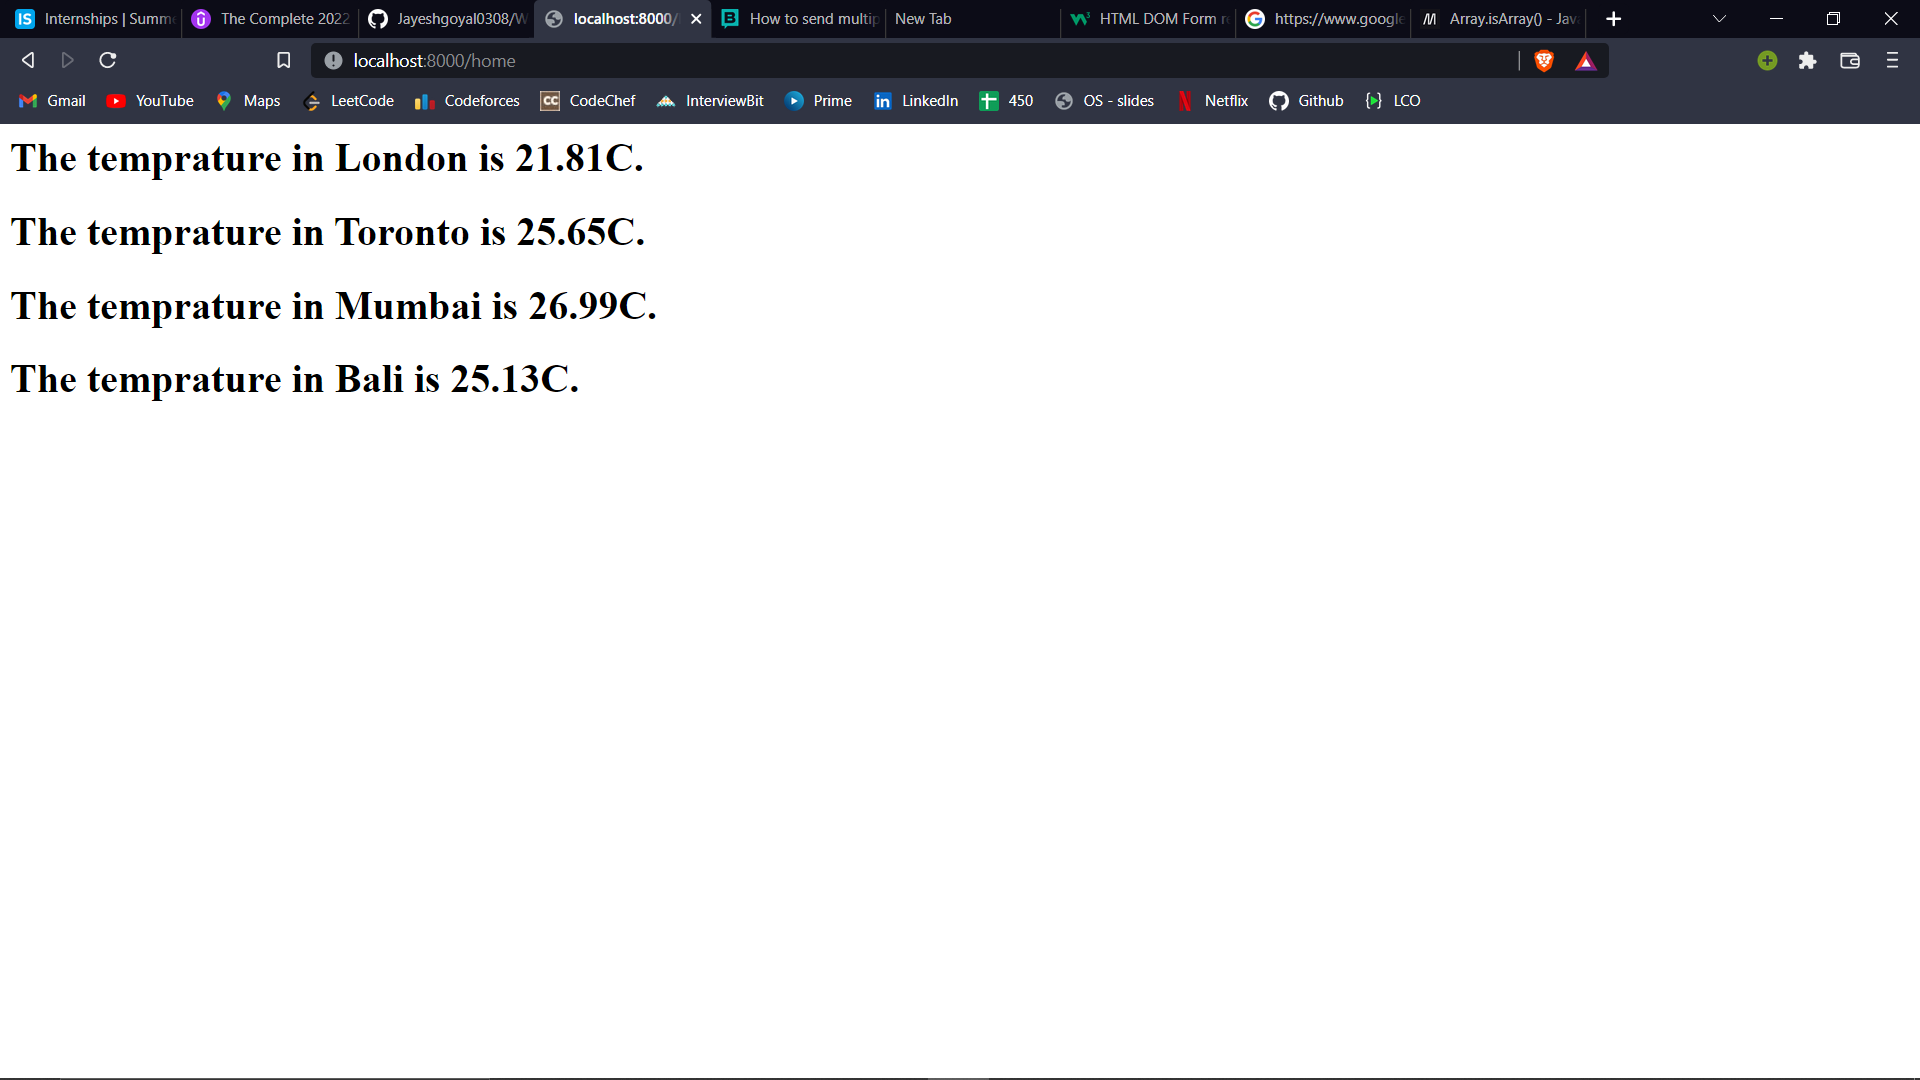 Internships | Summ
The Complete 2022
Jayeshgoyal0308/W
localhost:8000/
How to send multip
New Tab
HTML DOM Form r
https://www.google
Array.isArray() - Jav
localhost:8000/home
Gmail
YouTube
Maps
LeetCode
Codeforces
CodeChef
InterviewBit
Prime
LinkedIn
450
OS - slides
Netflix
Github
LCO
The temprature in London is 21.81C.
The temprature in Toronto is 25.65C.
The temprature in Mumbai is 26.99C.
The temprature in Bali is 25.13C.